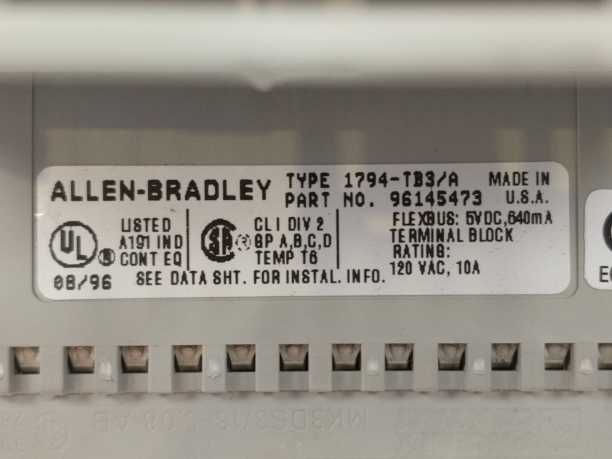 ALLEN-BRADLEY TYPE 1794-TB3/A MADE IN
PART NO. 96145473 U.S.A.
UL ® LISTED
A191 IND
CONT EQ
08/96
SA ® CL I DIV 2
GP A,B,C,D
TEMP T6
FLEXBUS: 5VDC,640mA
TERMINAL BLOCK
RATING:
120 VAC, 10A
SEE DATA SHT. FOR INSTAL. INFO.